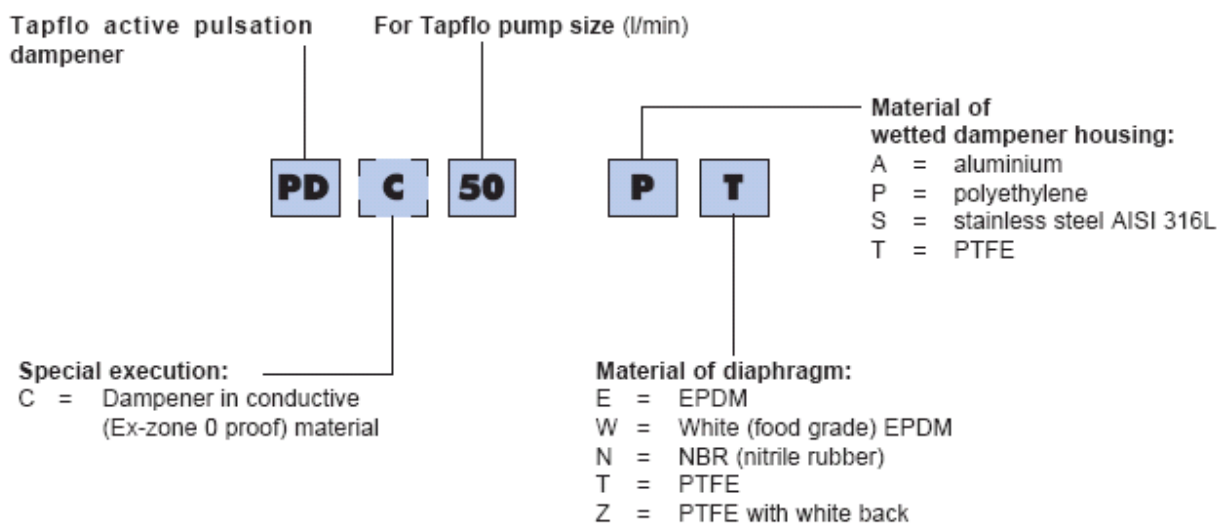 Tapflo active pulsation
dampener
For Tapflo pump size (l/min)
Material of
wetted dampener housing:
A = aluminium
P = polyethylene
S = stainless steel AISI 316L
T = PTFE
PD C 50 P T
Special execution:
C = Dampener in conductive
(Ex-zone 0 proof) material
Material of diaphragm:
E = EPDM
W = White (food grade) EPDM
N = NBR (nitrile rubber)
T = PTFE
Z = PTFE with white back